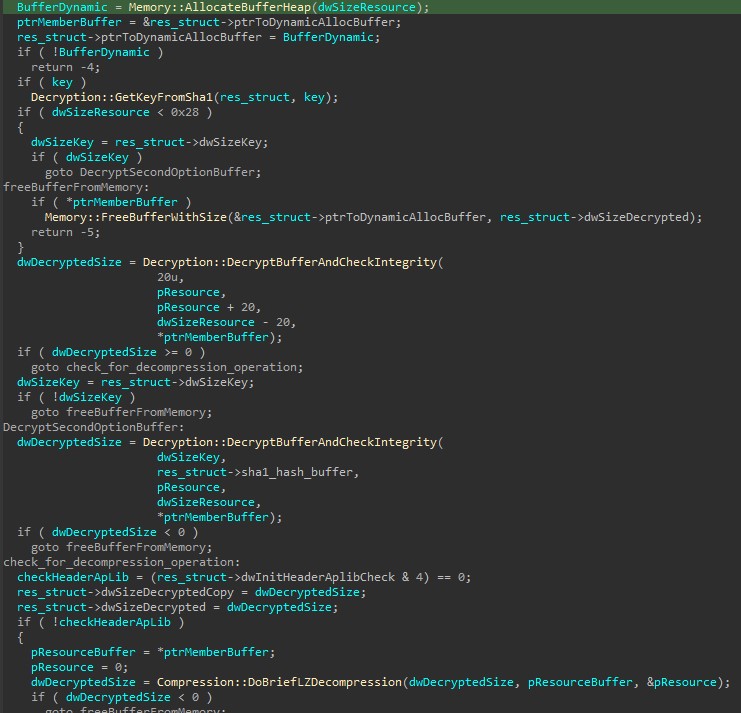 BufferDynamic = Memory::AllocateBufferHeap(dwSizeResource);
ptrMemberBuffer = &res_struct->ptrToDynamicAllocBuffer;
res_struct->ptrToDynamicAllocBuffer = BufferDynamic;
if ( !BufferDynamic )
return -4;
if ( key )
Decryption::GetKeyFromSha1(res_struct, key);
if ( dwSizeResource < 0x28 )
{
dwSizeKey = res_struct->dwSizeKey;
if ( dwSizeKey )
goto DecryptSecondOptionBuffer;
freeBufferFromMemory:
if ( *ptrMemberBuffer )
Memory::FreeBufferWithSize(&res_struct->ptrToDynamicAllocBuffer, res_struct->dwSizeDecrypted);
return -5;
}
dwDecryptedSize = Decryption::DecryptBufferAndCheckIntegrity(
20u,
pResource,
pResource + 20,
dwSizeResource - 20,
*ptrMemberBuffer);
if ( dwDecryptedSize >= 0 )
goto check_for_decompression_operation;
dwSizeKey = res_struct->dwSizeKey;
if ( !dwSizeKey )
goto freeBufferFromMemory;
DecryptSecondOptionBuffer:
dwDecryptedSize = Decryption::DecryptBufferAndCheckIntegrity(
dwSizeKey,
res_struct->sha1_hash_buffer,
pResource,
dwSizeResource,
*ptrMemberBuffer);
if ( dwDecryptedSize < 0 )
goto freeBufferFromMemory;
check_for_decompression_operation:
checkHeaderApLib = (res_struct->dwInitHeaderAplibCheck & 4) == 0;
res_struct->dwSizeDecryptedCopy = dwDecryptedSize;
res_struct->dwSizeDecrypted = dwDecryptedSize;
if ( !checkHeaderApLib )
{
pResourceBuffer = *ptrMemberBuffer;
pResource = 0;
dwDecryptedSize = Compression::DoBriefLZDecompression(dwDecryptedSize, pResourceBuffer, &pResource);
if ( dwDecryptedSize < 0 )
goto freeBufferFromMemory;